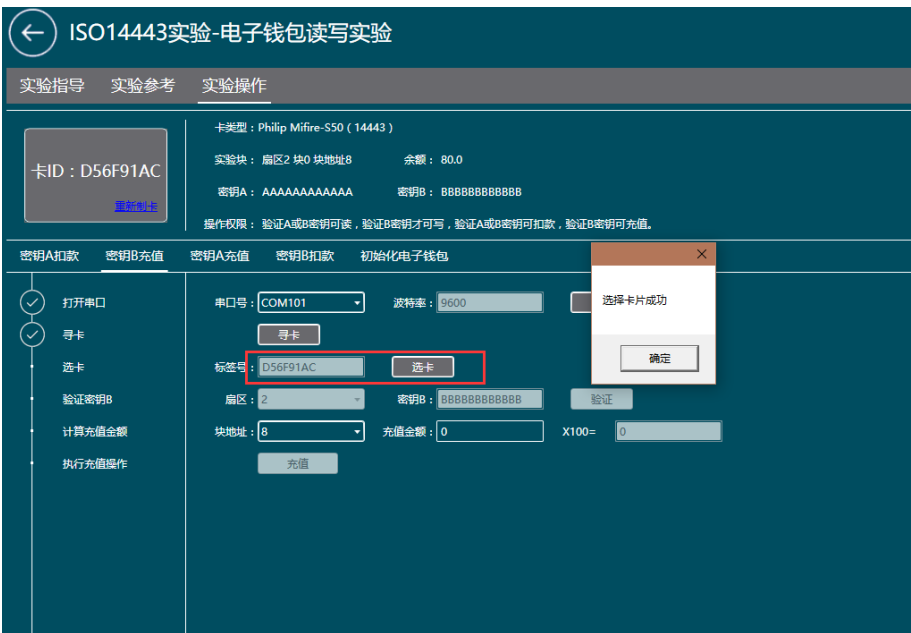 ISO14443实验-电子钱包读写实验
实验指导 实验参考 实验操作
卡ID：D56F91AC
重新制卡
卡类型：Philip Mifire-S50（14443）
实验块： 扇区2 块0 块地址8 余额： 80.0
密钥A： AAAAAAAAAAAA 密钥B： BBBBBBBBBBBB
操作权限： 验证A或B密钥可读，验证B密钥才可写，验证A或B密钥可扣款，验证B密钥可充值。
密钥A扣款 密钥B充值 密钥A充值 密钥B扣款 初始化电子钱包
打开串口 串口号： COM101 波特率： 9600
寻卡 寻卡
选卡 标签号： D56F91AC 选卡
验证密钥B 扇区： 2 密钥B： BBBBBBBBBBBB 验证
计算充值金额 块地址： 8 充值金额： 0 X100= 0
执行充值操作 充值
选择卡片成功
确定